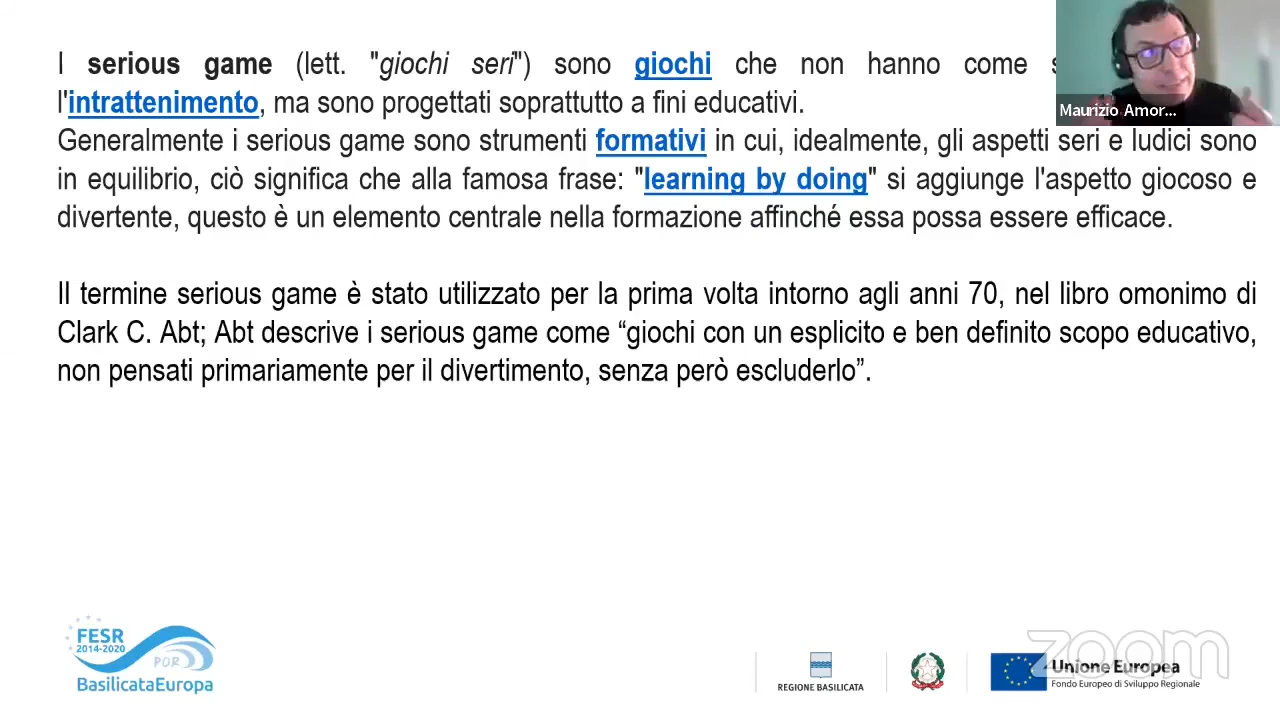 I serious game (lett. "giochi seri") sono giochi che non hanno come
l'intrattenimento, ma sono progettati soprattutto a fini educativi.
Generalmente i serious game sono strumenti formativi in cui, idealmente, gli aspetti seri e ludici sono
in equilibrio, ciò significa che alla famosa frase: "learning by doing" si aggiunge l'aspetto giocoso e
divertente, questo è un elemento centrale nella formazione affinché essa possa essere efficace.
Il termine serious game è stato utilizzato per la prima volta intorno agli anni 70, nel libro omonimo di
Clark C. Abt; Abt descrive i serious game come “giochi con un esplicito e ben definito scopo educativo,
non pensati primariamente per il divertimento, senza però escluderlo”.
Maurizio Amor...
FESR
2014-2020
POR
BasilicataEuropa
REGIONE BASILICATA
Unione Europea
Fondo Europeo di Sviluppo Regionale
zoom